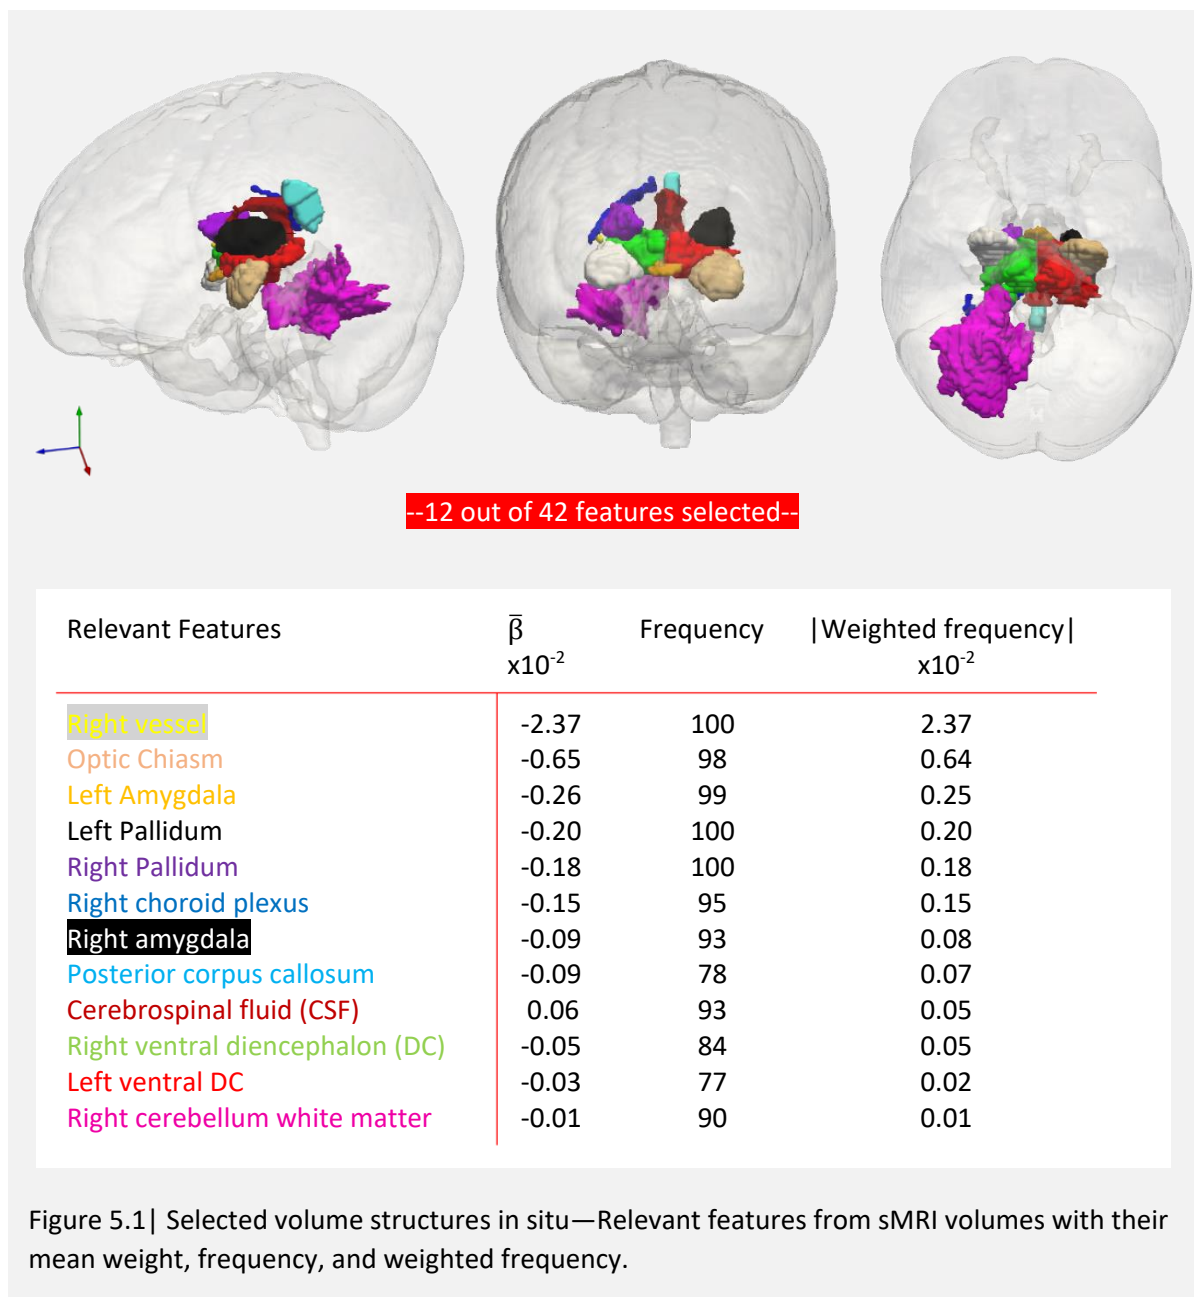 --12 out of 42 features selected--
Relevant Features β̅ Frequency |Weighted frequency|
x10⁻² x10⁻²
Right vessel -2.37 100 2.37
Optic Chiasm -0.65 98 0.64
Left Amygdala -0.26 99 0.25
Left Pallidum -0.20 100 0.20
Right Pallidum -0.18 100 0.18
Right choroid plexus -0.15 95 0.15
Right amygdala -0.09 93 0.08
Posterior corpus callosum -0.09 78 0.07
Cerebrospinal fluid (CSF) 0.06 93 0.05
Right ventral diencephalon (DC) -0.05 84 0.05
Left ventral DC -0.03 77 0.02
Right cerebellum white matter -0.01 90 0.01
Figure 5.1| Selected volume structures in situ—Relevant features from sMRI volumes with their
mean weight, frequency, and weighted frequency.